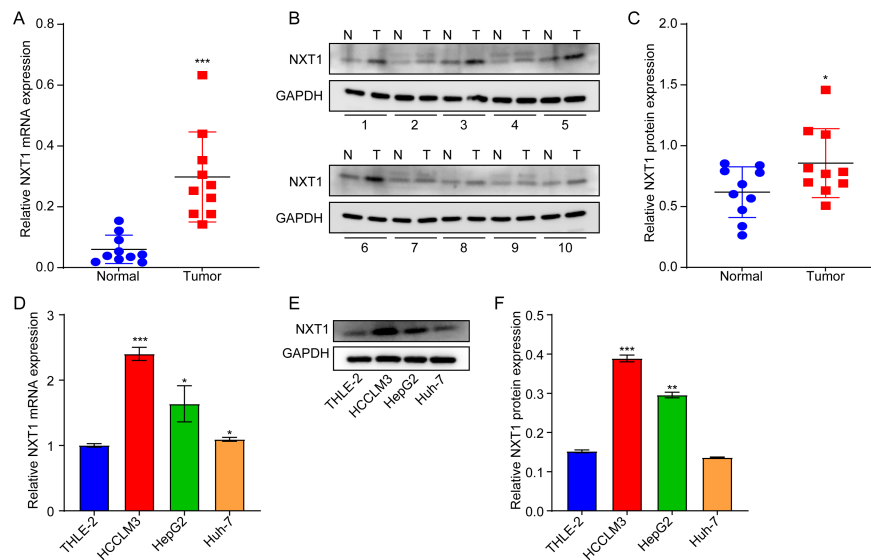 A
Relative NXT1 mRNA expression
0.8
0.6
0.4
0.2
0.0
***
Normal Tumor
B
N T N T N T N T N T
NXT1
GAPDH
1 2 3 4 5
N T N T N T N T N T
NXT1
GAPDH
6 7 8 9 10
C
Relative NXT1 protein expression
2.0
1.5
1.0
0.5
0.0
*
Normal Tumor
D
Relative NXT1 mRNA expression
3
2
1
0
***
*
*
THLE-2 HCCLM3 HepG2 Huh-7
E
NXT1
GAPDH
THLE-2 HCCLM3 HepG2 Huh-7
F
Relative NXT1 protein expression
0.5
0.4
0.3
0.2
0.1
0.0
***
**
THLE-2 HCCLM3 HepG2 Huh-7